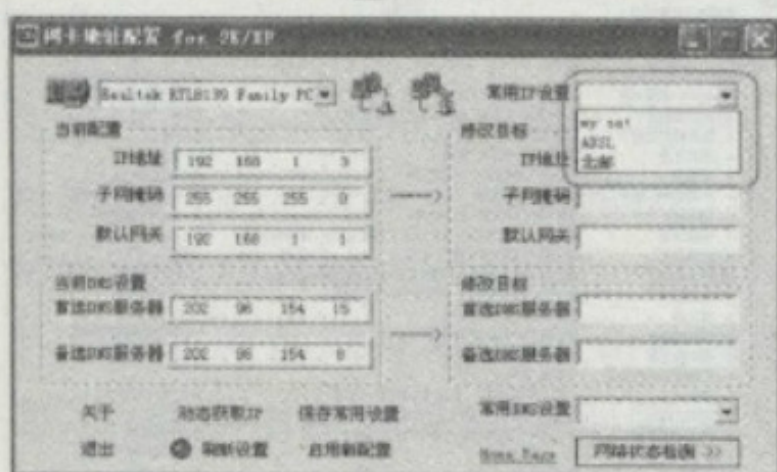 网卡地址配置 for 2K/XP
Realtek RTL8139 Family PC
常用IP设置
my net
ADSL
北邮
当前配置
IP地址 192 168 1 3
子网掩码 255 255 255 0
默认网关 192 168 1 1
修改目标
IP地址
子网掩码
默认网关
当前DNS设置
首选DNS服务器 202 96 154 15
备选DNS服务器 202 96 154 8
修改目标
首选DNS服务器
备选DNS服务器
关于 动态获取IP 保存常用设置 常用DNS设置
退出 刷新设置 启用新配置 Home Page 网络状态检测 >>